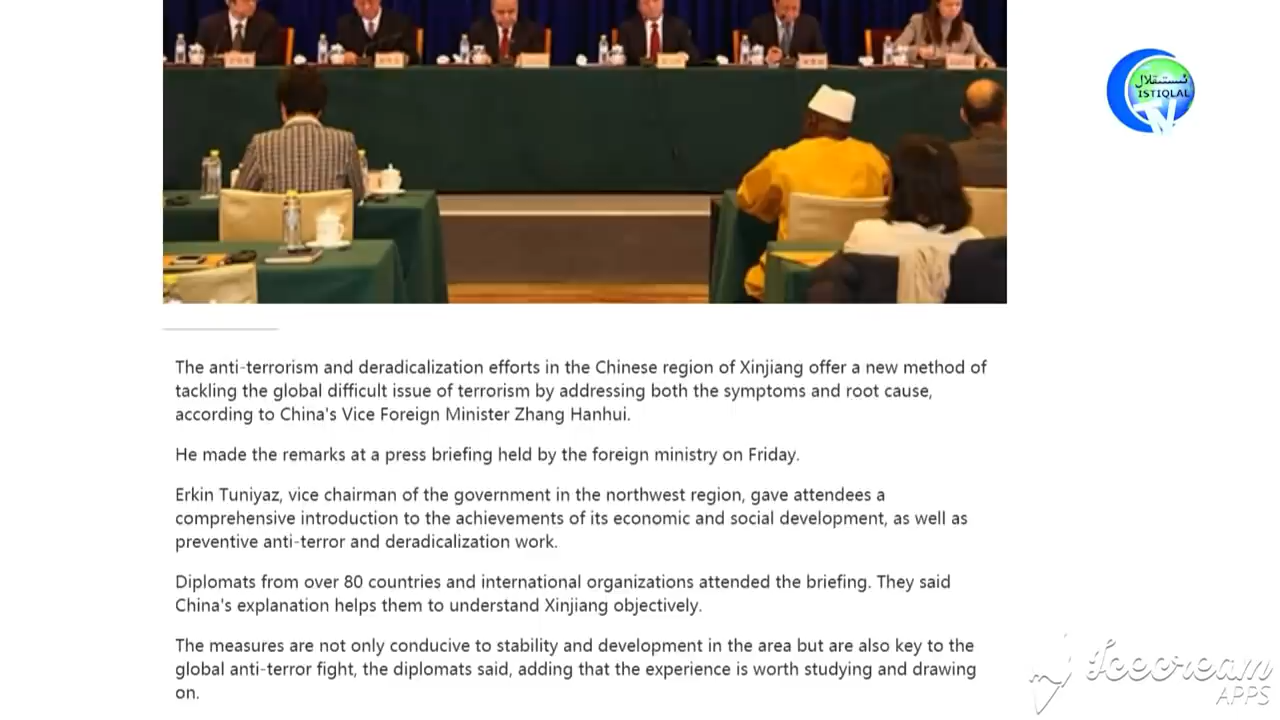 ئىستىقلال
ISTIQLAL
TV
The anti-terrorism and deradicalization efforts in the Chinese region of Xinjiang offer a new method of
tackling the global difficult issue of terrorism by addressing both the symptoms and root cause,
according to China's Vice Foreign Minister Zhang Hanhui.
He made the remarks at a press briefing held by the foreign ministry on Friday.
Erkin Tuniyaz, vice chairman of the government in the northwest region, gave attendees a
comprehensive introduction to the achievements of its economic and social development, as well as
preventive anti-terror and deradicalization work.
Diplomats from over 80 countries and international organizations attended the briefing. They said
China's explanation helps them to understand Xinjiang objectively.
The measures are not only conducive to stability and development in the area but are also key to the
global anti-terror fight, the diplomats said, adding that the experience is worth studying and drawing
on.
Icecream
APPS